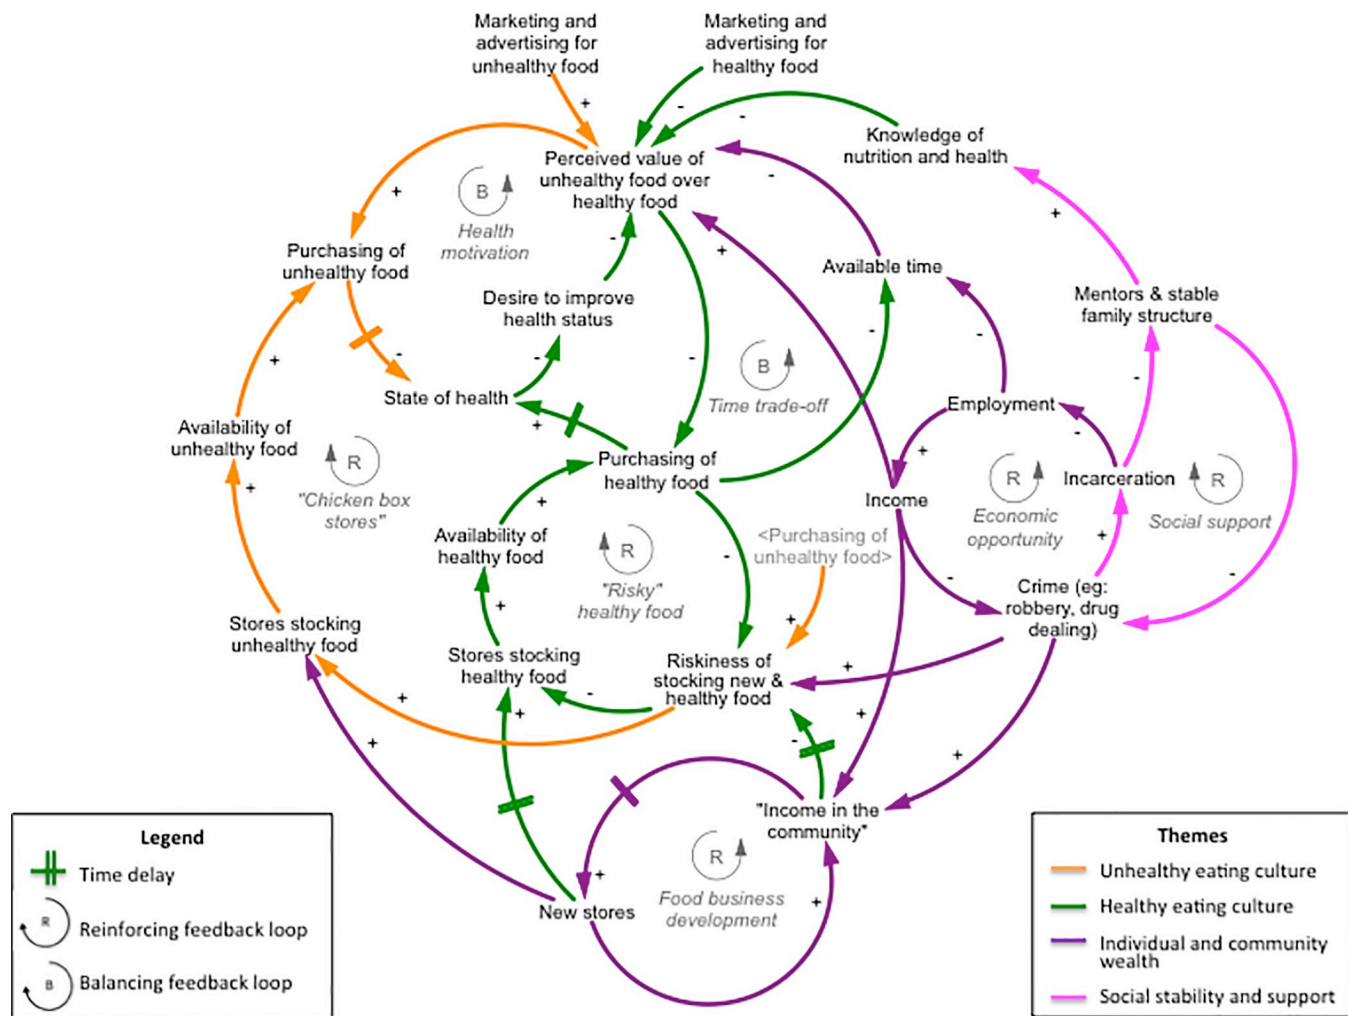 Marketing and
advertising for
unhealthy food
Marketing and
advertising for
healthy food
+
-
-
Knowledge of
nutrition and health
Perceived value of
unhealthy food over
healthy food
-
+
B
Health
motivation
+
-
+
Purchasing of
unhealthy food
Available time
Desire to improve
health status
Mentors & stable
family structure
+
-
-
-
-
-
B
Time trade-off
-
State of health
Employment
+
Availability of
unhealthy food
+
-
R
"Chicken box
stores"
Purchasing of
healthy food
Income
R
Economic
opportunity
Incarceration
R
Social support
+
+
Availability of
healthy food
<Purchasing of
unhealthy food>
+
R
"Risky"
healthy food
-
-
-
Crime (eg:
robbery, drug
dealing)
+
+
Stores stocking
unhealthy food
Stores stocking
healthy food
Riskiness of
stocking new &
healthy food
+
+
-
+
+
+
-
+
"Income in the
community"
R
Food business
development
+
+
New stores
Legend
Time delay
R
Reinforcing feedback loop
B
Balancing feedback loop
Themes
Unhealthy eating culture
Healthy eating culture
Individual and community
wealth
Social stability and support